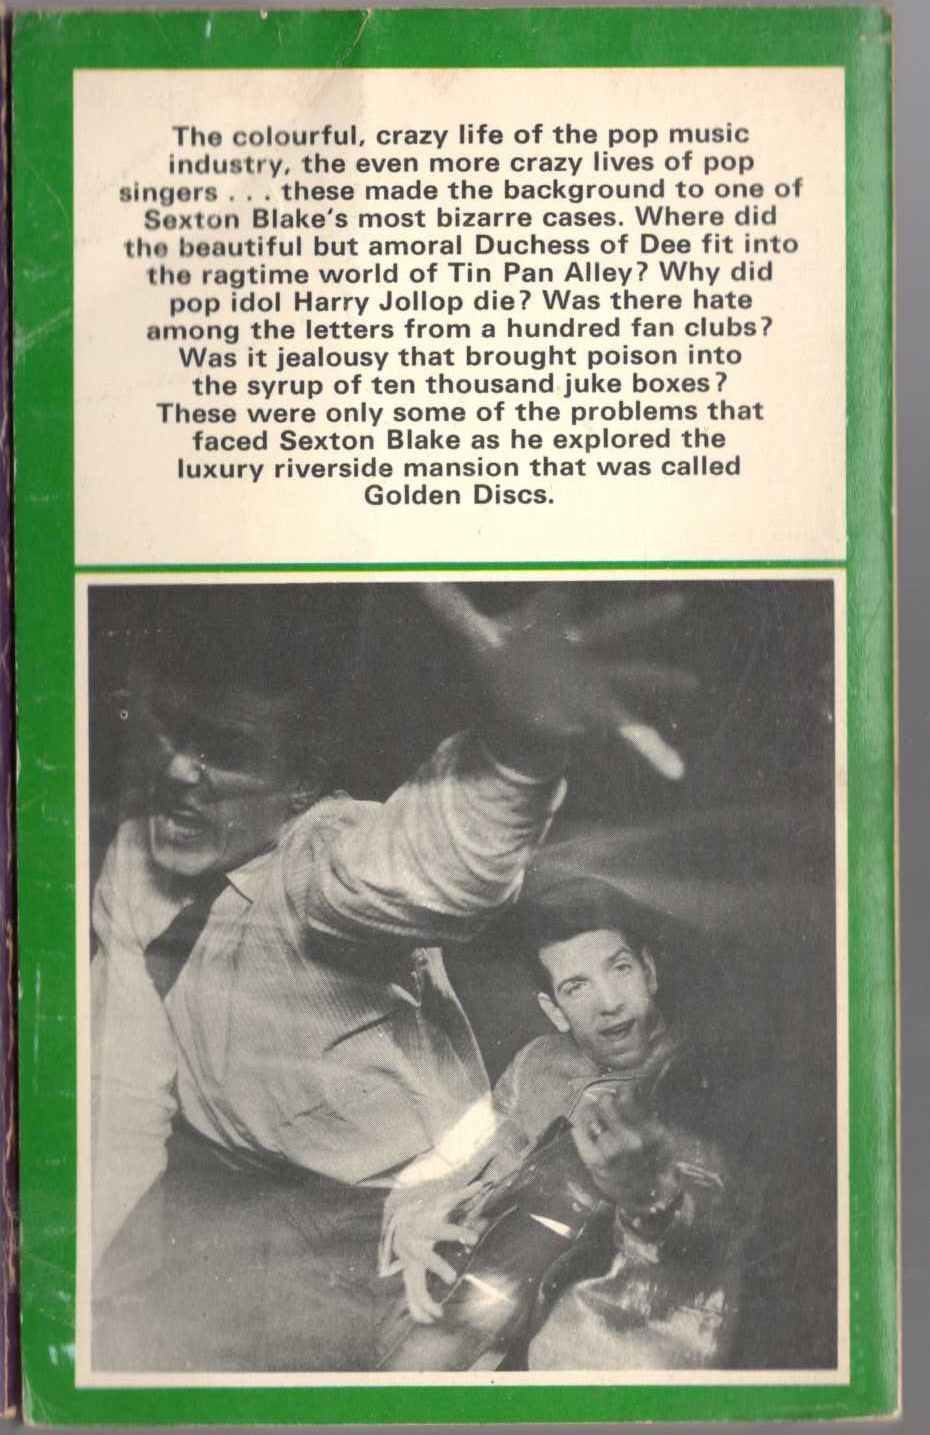 The colourful, crazy life of the pop music
industry, the even more crazy lives of pop
singers . . . these made the background to one of
Sexton Blake's most bizarre cases. Where did
the beautiful but amoral Duchess of Dee fit into
the ragtime world of Tin Pan Alley? Why did
pop idol Harry Jollop die? Was there hate
among the letters from a hundred fan clubs?
Was it jealousy that brought poison into
the syrup of ten thousand juke boxes?
These were only some of the problems that
faced Sexton Blake as he explored the
luxury riverside mansion that was called
Golden Discs.